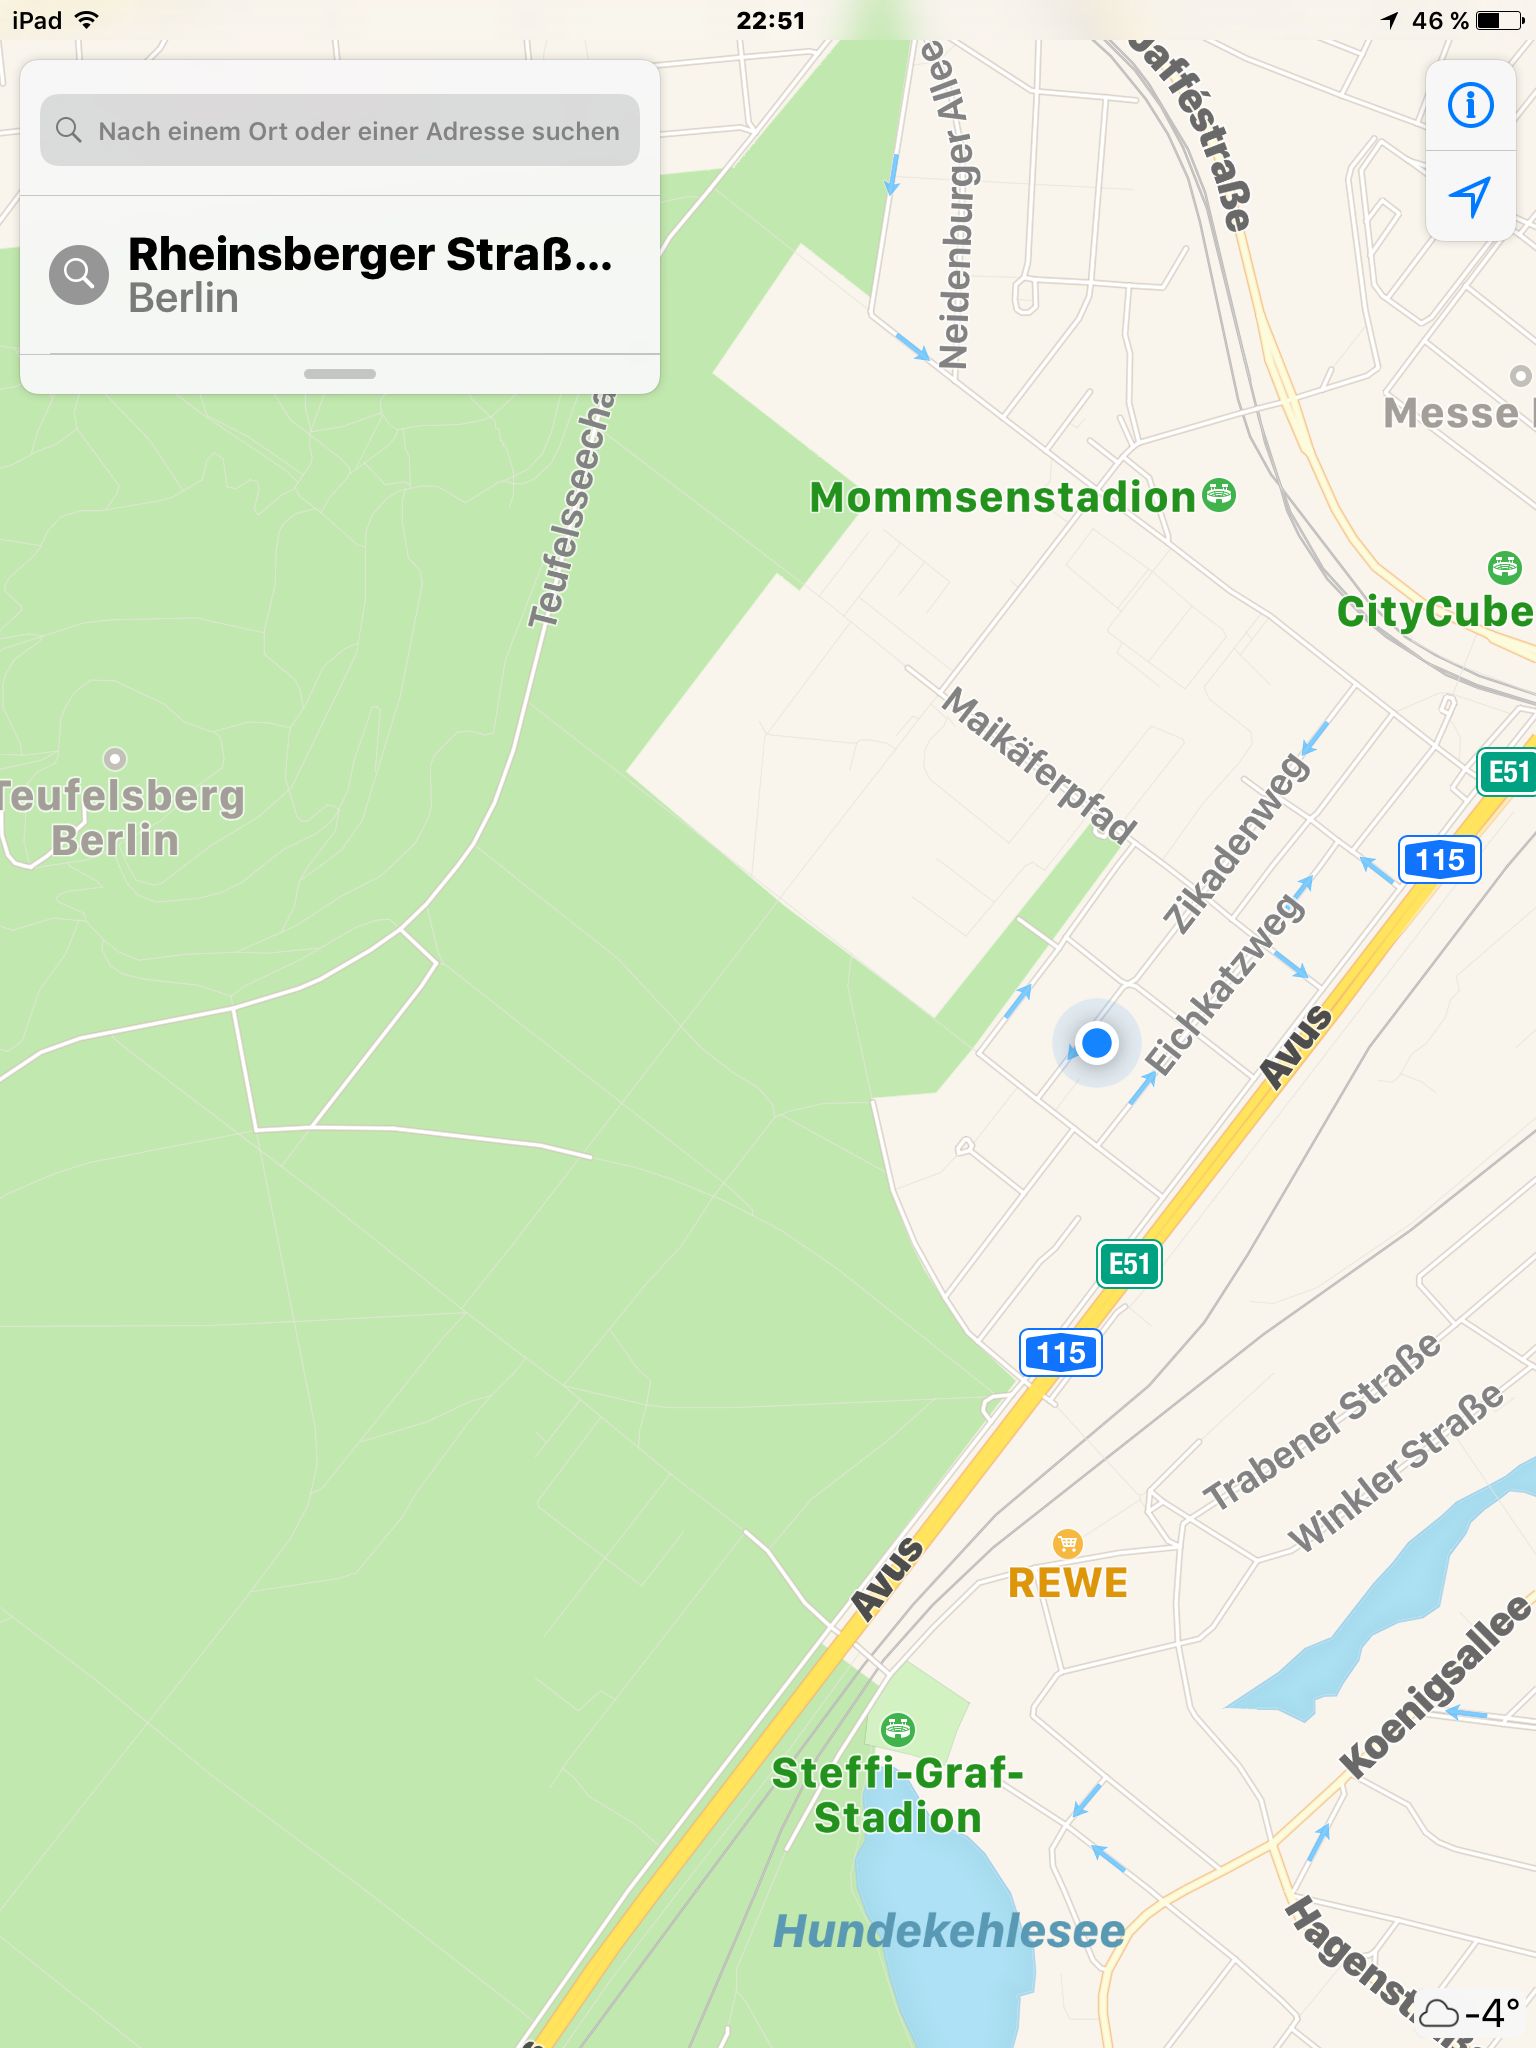 iPad
22:51
46 %
Nach einem Ort oder einer Adresse suchen
Rheinsberger Straß...
Berlin
Neidenburger Allee
Jafféstraße
Messe
Teufelsseecha
Mommsenstadion
CityCube
Maikäferpfad
Teufelsberg
Berlin
Zikadenweg
E51
115
Eichkatzweg
Avus
E51
115
Trabener Straße
Winkler Straße
Avus
REWE
Koenigsallee
Steffi-Graf-
Stadion
Hundekehlesee
Hagenst
-4°